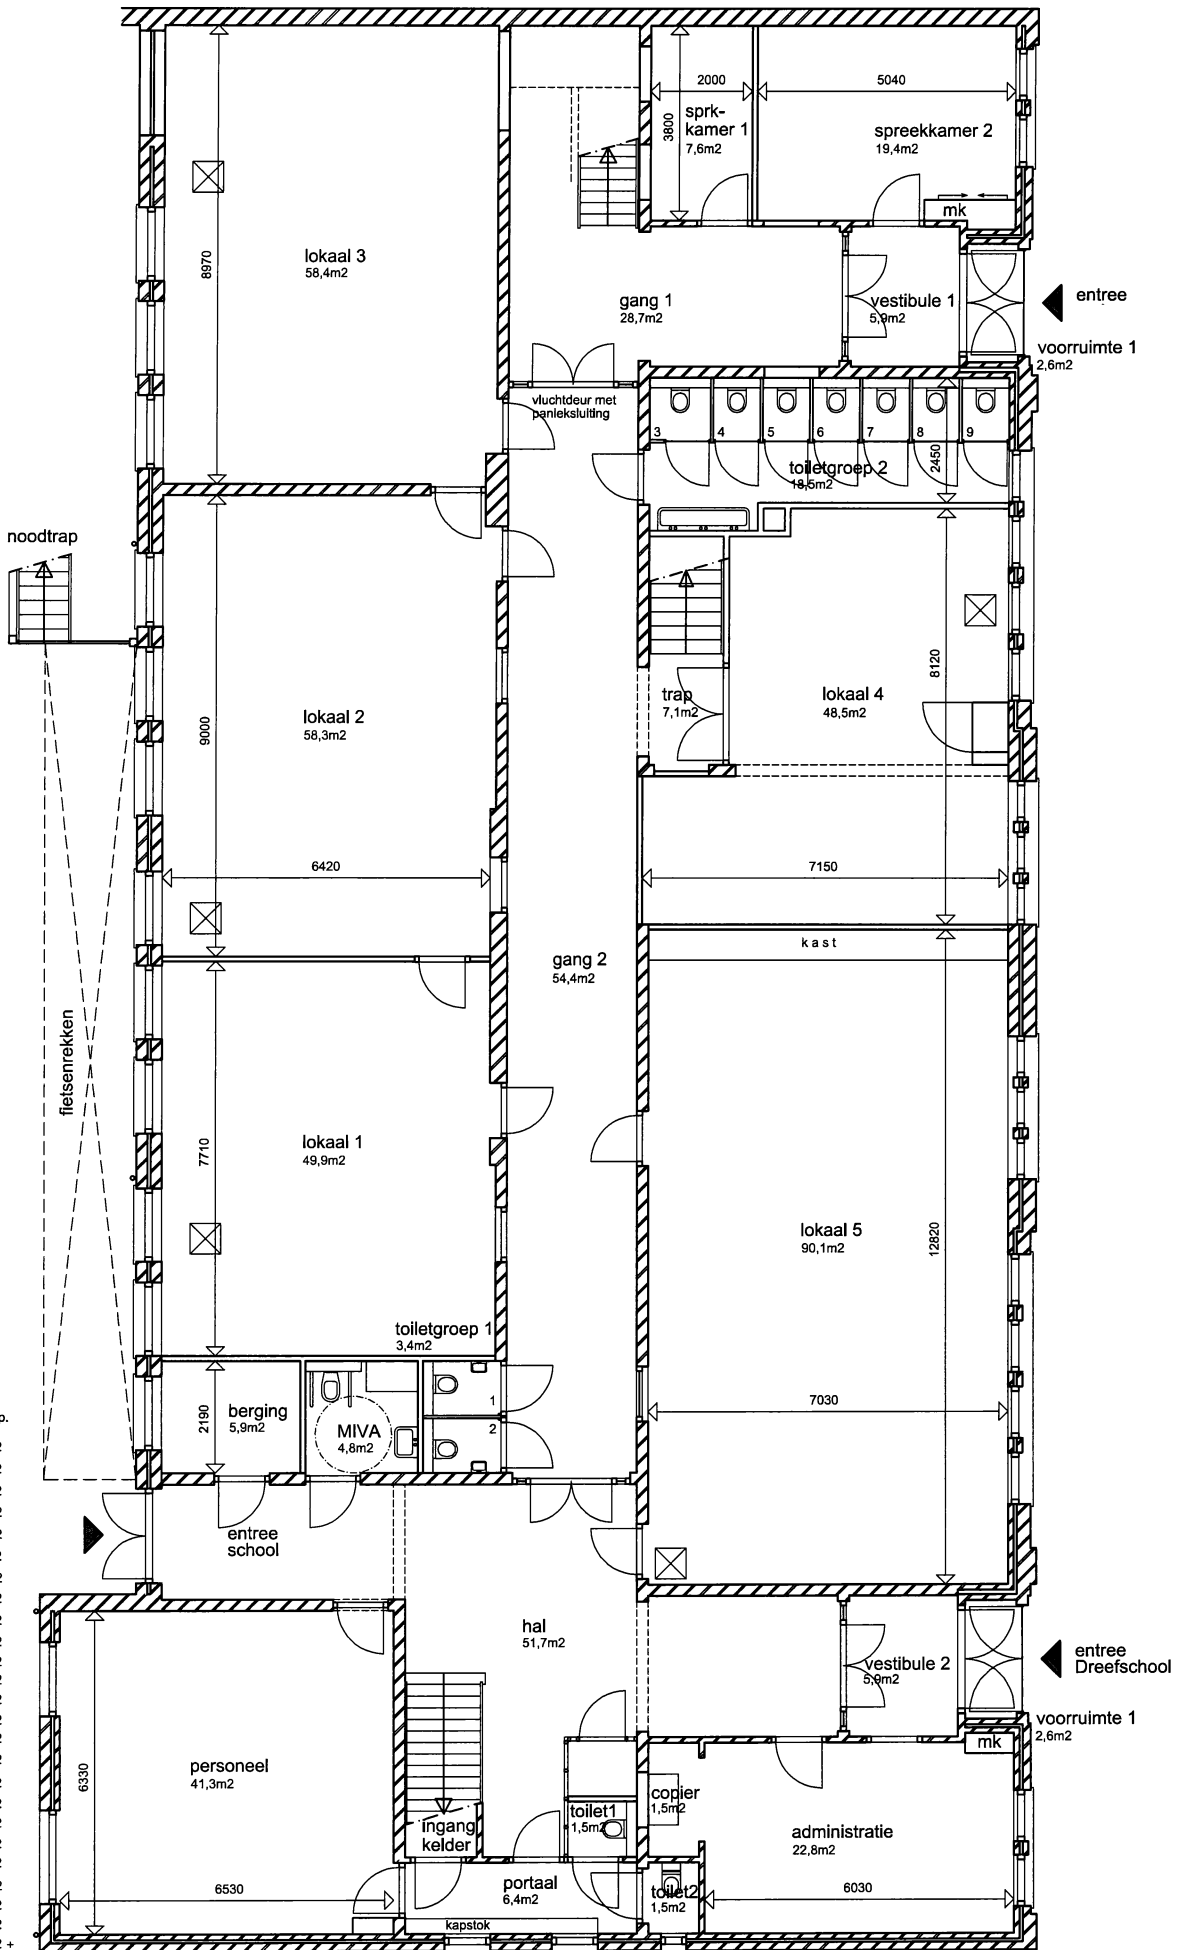 2000
5040
3800
sprk-
kamer 1
7,6m2
spreekkamer 2
19,4m2
mk
lokaal 3
58,4m2
8970
gang 1
28,7m2
vestibule 1
5,9m2
entree
voorruimte 1
2,6m2
vluchtdeur met
panieksluiting
3
4
5
6
7
8
9
toiletgroep 2
18,5m2
2450
noodtrap
lokaal 2
58,3m2
9000
6420
trap
7,1m2
lokaal 4
48,5m2
8120
7150
kast
gang 2
54,4m2
fietsenrekken
lokaal 1
49,9m2
7710
lokaal 5
90,1m2
12820
7030
toiletgroep 1
3,4m2
1
2
2190
berging
5,9m2
MIVA
4,8m2
entree
school
hal
51,7m2
vestibule 2
5,9m2
entree
Dreefschool
voorruimte 1
2,6m2
mk
personeel
41,3m2
6330
6530
ingang
kelder
toilet1
1,5m2
copier
1,5m2
administratie
22,8m2
6030
portaal
6,4m2
toilet2
1,5m2
kapstok